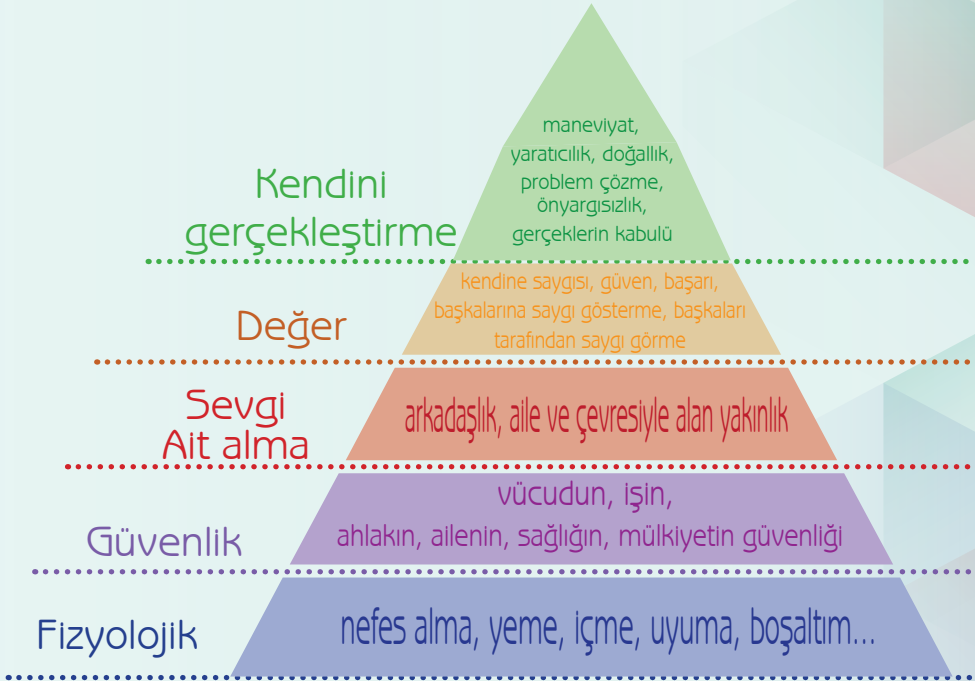 maneviyat,
yaratıcılık, doğallık,
problem çözme,
önyargısızlık,
gerçeklerin kabulü
Kendini
gerçekleştirme
kendine saygısı, güven, başarı,
başkalarına saygı gösterme, başkaları
tarafından saygı görme
Değer
Sevgi
Ait alma
arkadaşlık, aile ve çevresiyle alan yakınlık
Güvenlik
vücudun, işin,
ahlakın, ailenin, sağlığın, mülkiyetin güvenliği
Fizyolojik
nefes alma, yeme, içme, uyuma, boşaltım...